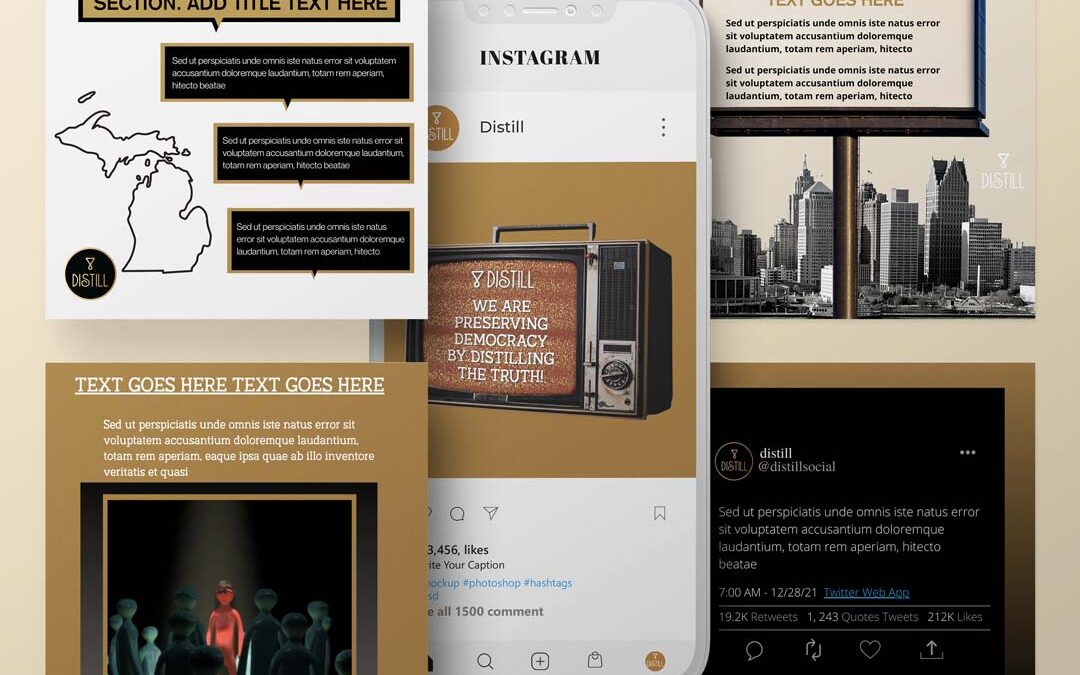 SECTION. ADD TITLE TEXT HERE
Sed ut perspiciatis unde omnis iste natus error sit voluptatem
accusantium doloremque laudantium, totam rem aperiam,
hitecto beatae
Sed ut perspiciatis unde omnis iste natus error sit
voluptatem accusantium doloremque laudantium,
totam rem aperiam, hitecto beatae
Sed ut perspiciatis unde omnis iste natus
error sit voluptatem accusantium doloremque
laudantium, totam rem aperiam, hitecto
DISTILL
INSTAGRAM
DISTILL
Distill
DISTILL
WE ARE
PRESERVING
DEMOCRACY
BY DISTILLING
THE TRUTH!
3,456, likes
Write Your Caption
#photoshop #hashtags
all 1500 comment
DISTILL
TEXT GOES HERE
Sed ut perspiciatis unde omnis iste natus error
sit voluptatem accusantium doloremque
laudantium, totam rem aperiam, hitecto
Sed ut perspiciatis unde omnis iste natus error
sit voluptatem accusantium doloremque
laudantium, totam rem aperiam, hitecto
DISTILL
TEXT GOES HERE TEXT GOES HERE
Sed ut perspiciatis unde omnis iste natus error sit
voluptatem accusantium doloremque laudantium,
totam rem aperiam, eaque ipsa quae ab illo inventore
veritatis et quasi
DISTILL
distill
@distillsocial
Sed ut perspiciatis unde omnis iste natus error
sit voluptatem accusantium doloremque
laudantium, totam rem aperiam, hitecto
beatae
7:00 AM - 12/28/21 Twitter Web App
19.2K Retweets 1, 243 Quotes Tweets 212K Likes